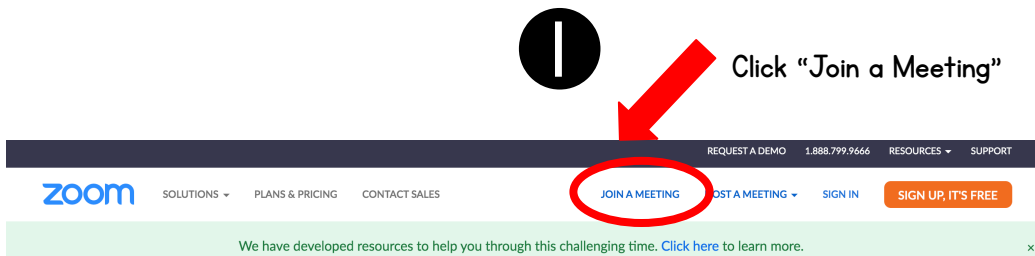 1
Click “Join a Meeting”
REQUEST A DEMO 1.888.799.9666 RESOURCES SUPPORT
zoom SOLUTIONS PLANS & PRICING CONTACT SALES JOIN A MEETING OST A MEETING SIGN IN SIGN UP, IT'S FREE
We have developed resources to help you through this challenging time. Click here to learn more. ×